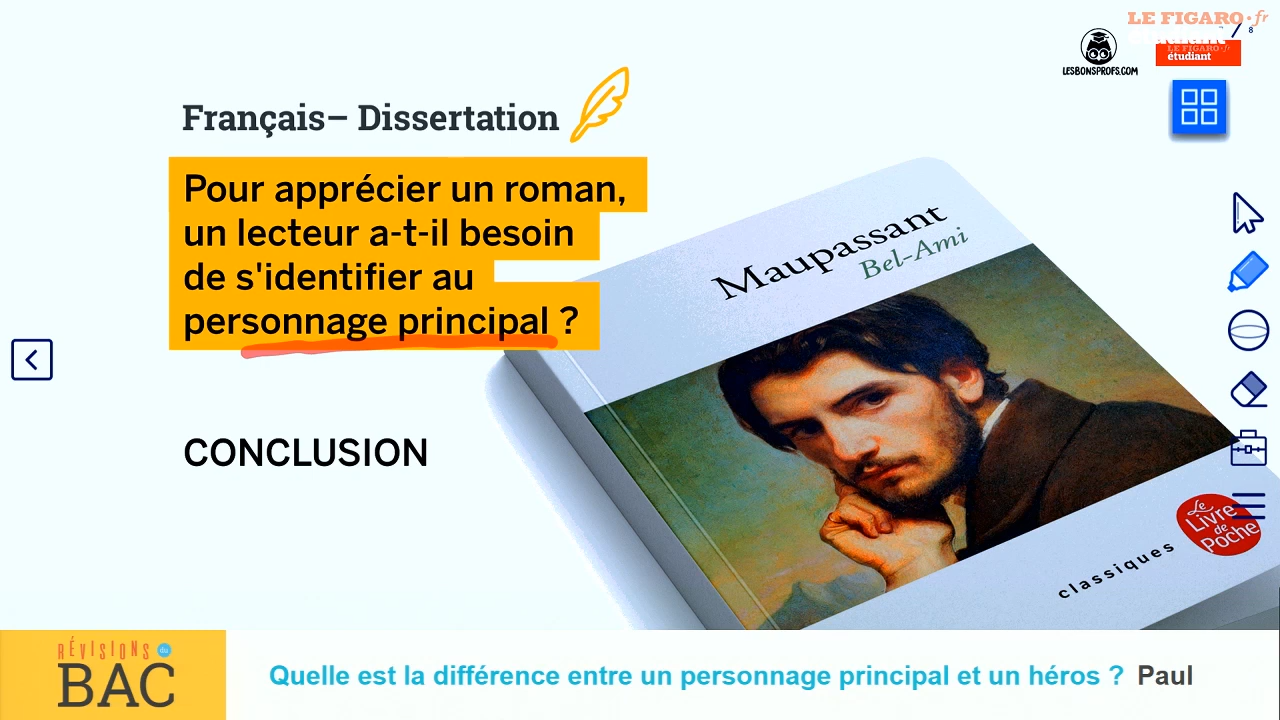 LE FIGARO·fr
8
LE FIGARO·fr
étudiant
LESBONSPROFS.COM
Français– Dissertation
Pour apprécier un roman,
un lecteur a-t-il besoin
de s'identifier au
personnage principal ?
CONCLUSION
Maupassant
Bel-Ami
Le
Livre
de
Poche
classiques
RÉVISIONS du
BAC
Quelle est la différence entre un personnage principal et un héros ? Paul